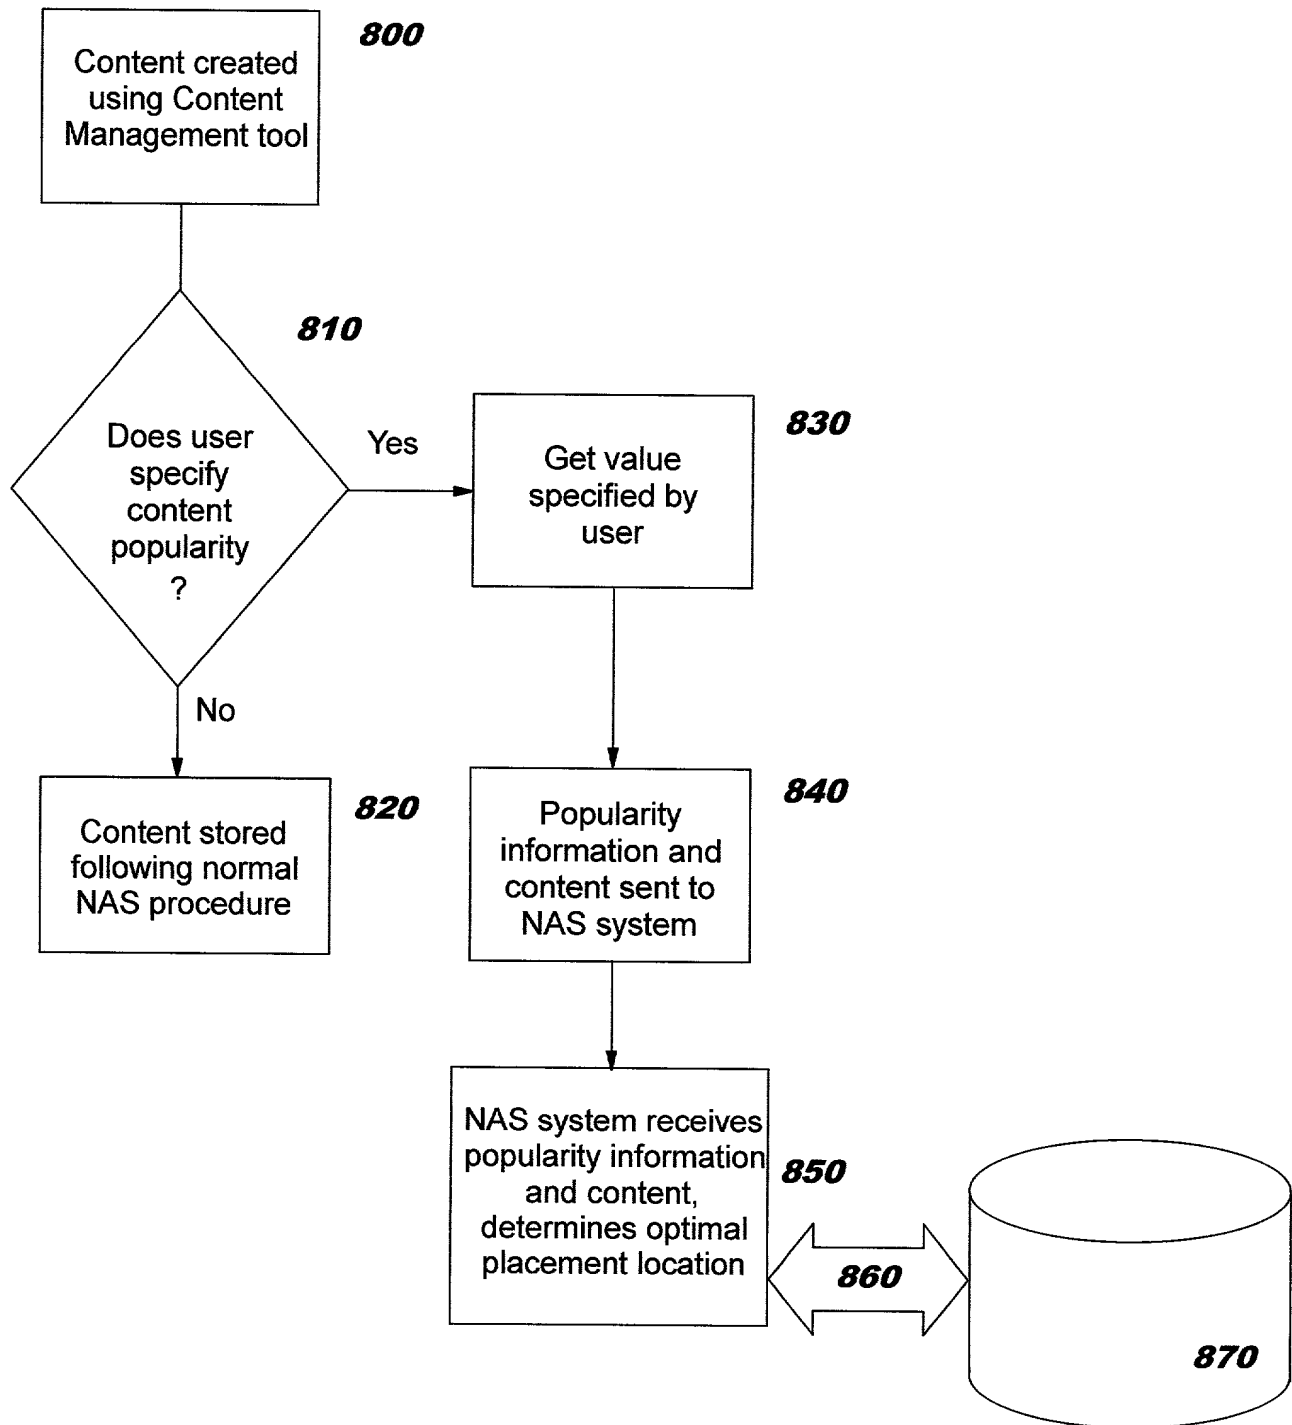 800
Content created
using Content
Management tool
810
Does user
specify
content
popularity
?
Yes
830
Get value
specified by
user
No
820
Content stored
following normal
NAS procedure
840
Popularity
information and
content sent to
NAS system
850
NAS system receives
popularity information
and content,
determines optimal
placement location
860
870